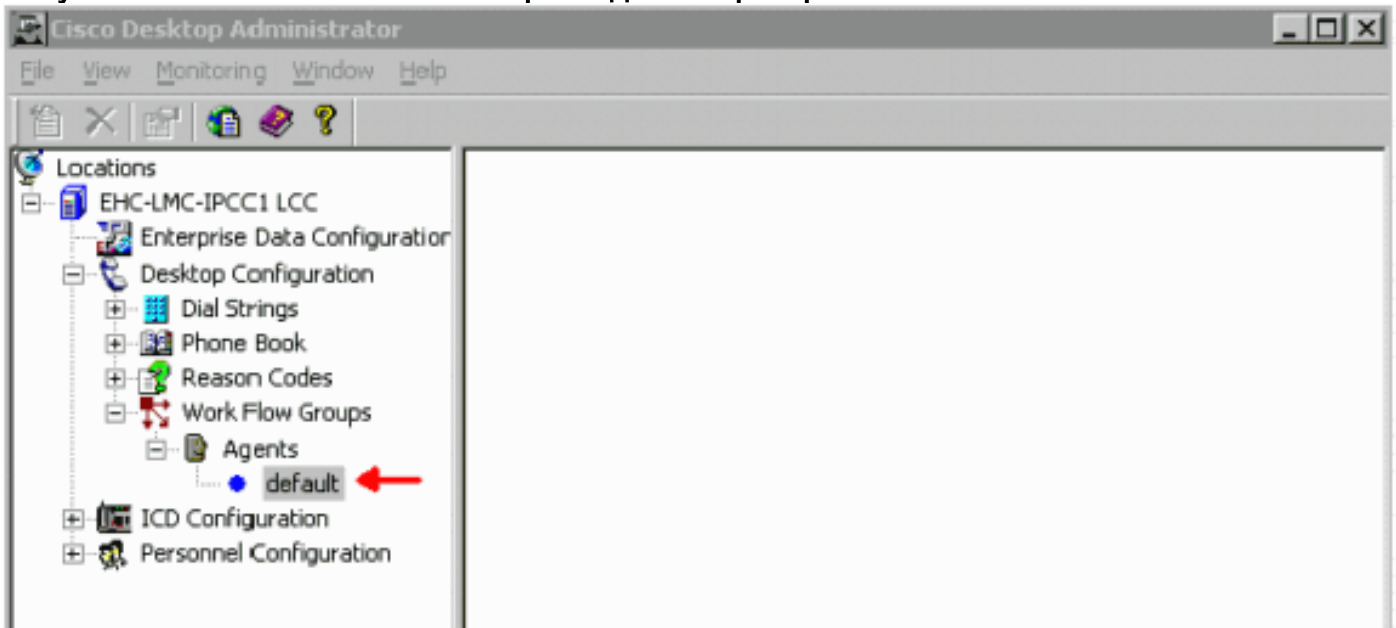 Cisco Desktop Administrator
File View Monitoring Window Help
Locations
EHC-LMC-IPCC1 LCC
Enterprise Data Configuration
Desktop Configuration
Dial Strings
Phone Book
Reason Codes
Work Flow Groups
Agents
default
ICD Configuration
Personnel Configuration